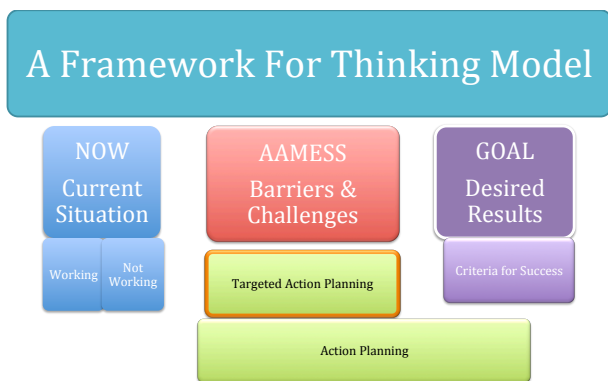 A Framework For Thinking Model
NOW
Current
Situation
AAMESS
Barriers &
Challenges
GOAL
Desired
Results
Working
Not
Working
Targeted Action Planning
Criteria for Success
Action Planning